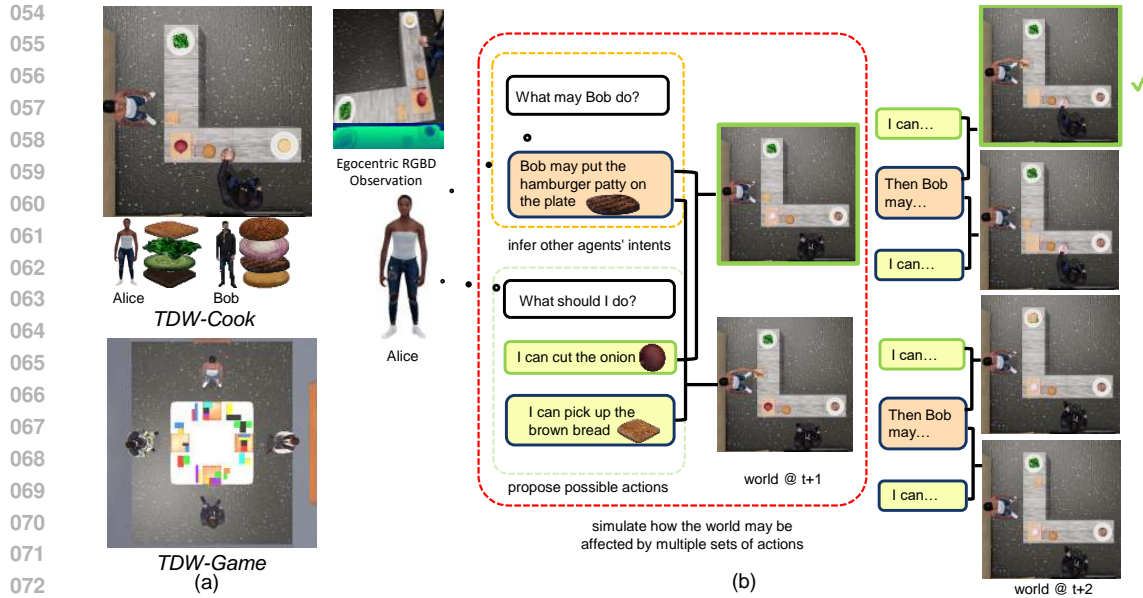 054
055
056
057
058
059
060
061
062
063
064
065
066
067
068
069
070
071
072
Alice
Bob
TDW-Cook
TDW-Game
(a)
Egocentric RGBD
Observation
Alice
What may Bob do?
Bob may put the
hamburger patty on
the plate
infer other agents' intents
What should I do?
I can cut the onion
I can pick up the
brown bread
propose possible actions
world @ t+1
simulate how the world may be
affected by multiple sets of actions
(b)
I can…
Then Bob
may…
I can…
I can…
Then Bob
may…
I can…
world @ t+2